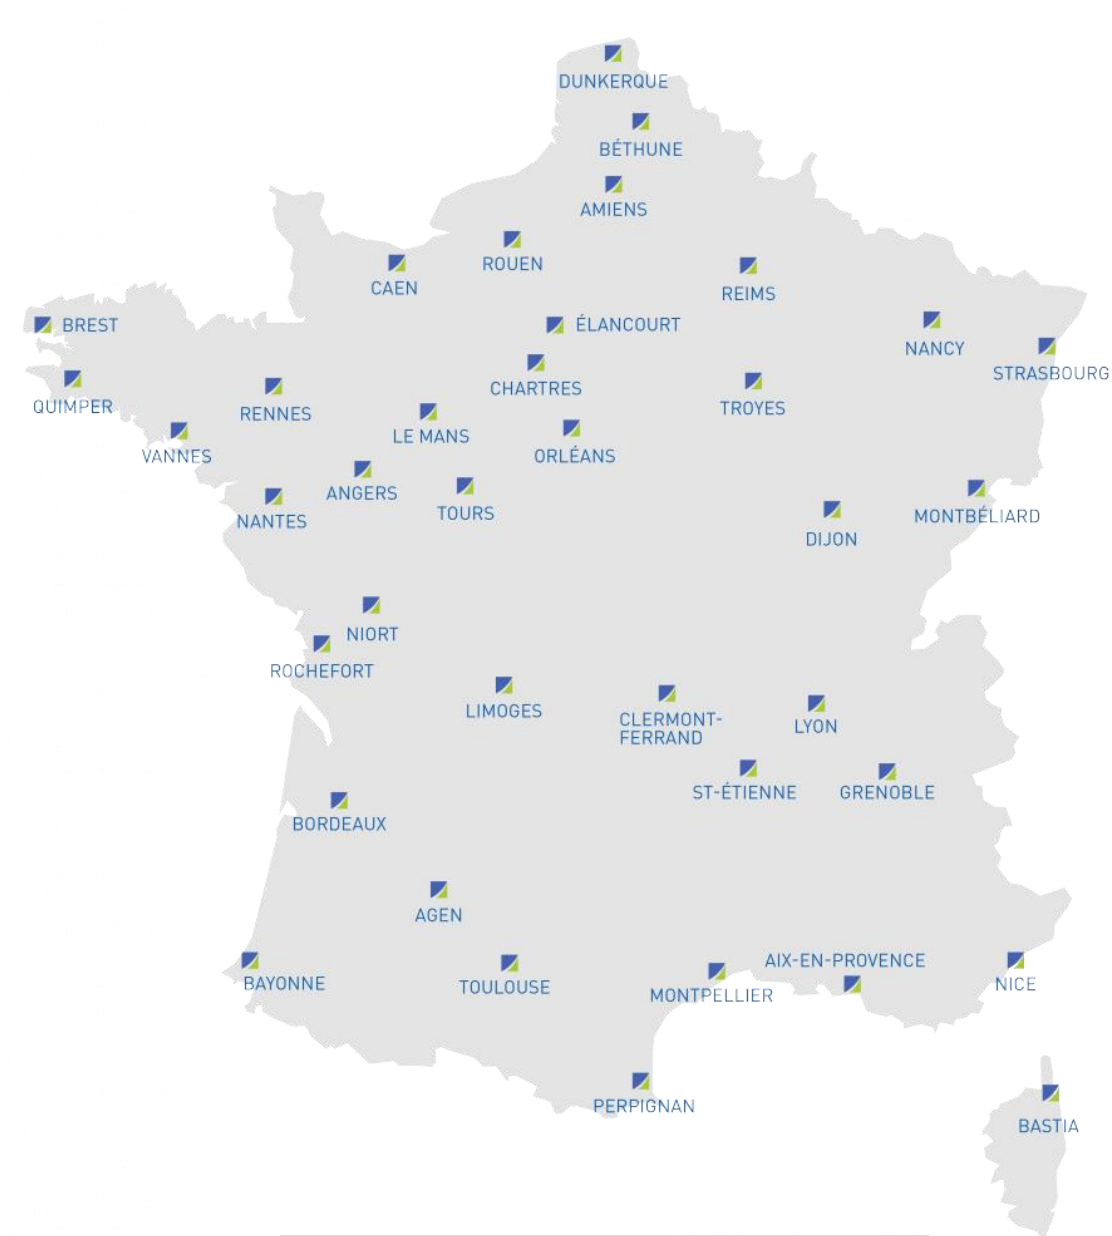 DUNKERQUE
BÉTHUNE
AMIENS
ROUEN
CAEN
REIMS
BREST
ÉLANCOURT
NANCY
STRASBOURG
CHARTRES
QUIMPER
RENNES
TROYES
LE MANS
VANNES
ORLÉANS
ANGERS
TOURS
NANTES
MONTBÉLIARD
DIJON
NIORT
ROCHEFORT
LIMOGES
CLERMONT-
FERRAND
LYON
ST-ÉTIENNE
GRENOBLE
BORDEAUX
AGEN
AIX-EN-PROVENCE
BAYONNE
TOULOUSE
MONTPELLIER
NICE
PERPIGNAN
BASTIA